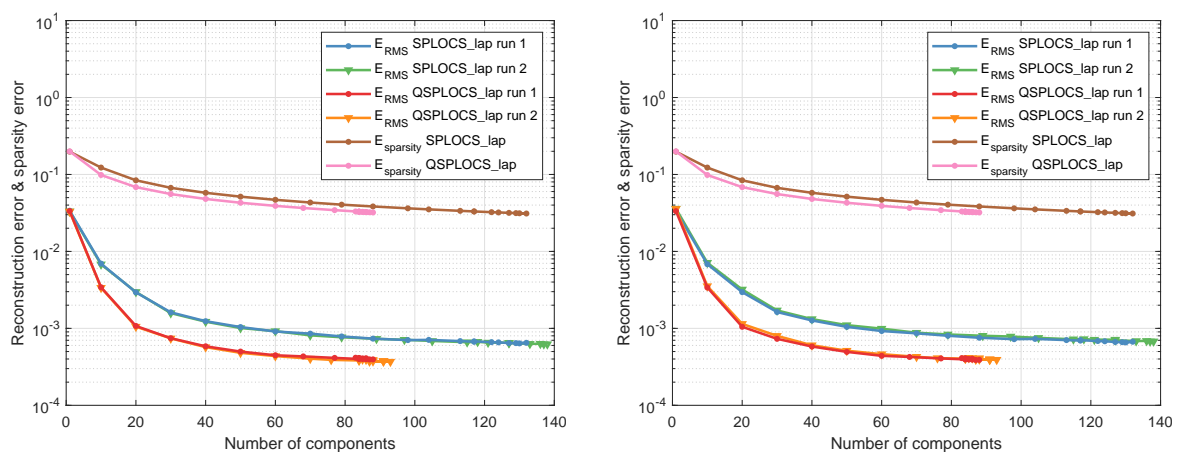 10^1
10^0
10^-1
10^-2
10^-3
10^-4
Reconstruction error & sparsity error
0 20 40 60 80 100 120 140
Number of components
E_RMS SPLOCS_lap run 1
E_RMS SPLOCS_lap run 2
E_RMS QSPLOCS_lap run 1
E_RMS QSPLOCS_lap run 2
E_sparsity SPLOCS_lap
E_sparsity QSPLOCS_lap
10^1
10^0
10^-1
10^-2
10^-3
10^-4
Reconstruction error & sparsity error
0 20 40 60 80 100 120 140
Number of components
E_RMS SPLOCS_lap run 1
E_RMS SPLOCS_lap run 2
E_RMS QSPLOCS_lap run 1
E_RMS QSPLOCS_lap run 2
E_sparsity SPLOCS_lap
E_sparsity QSPLOCS_lap